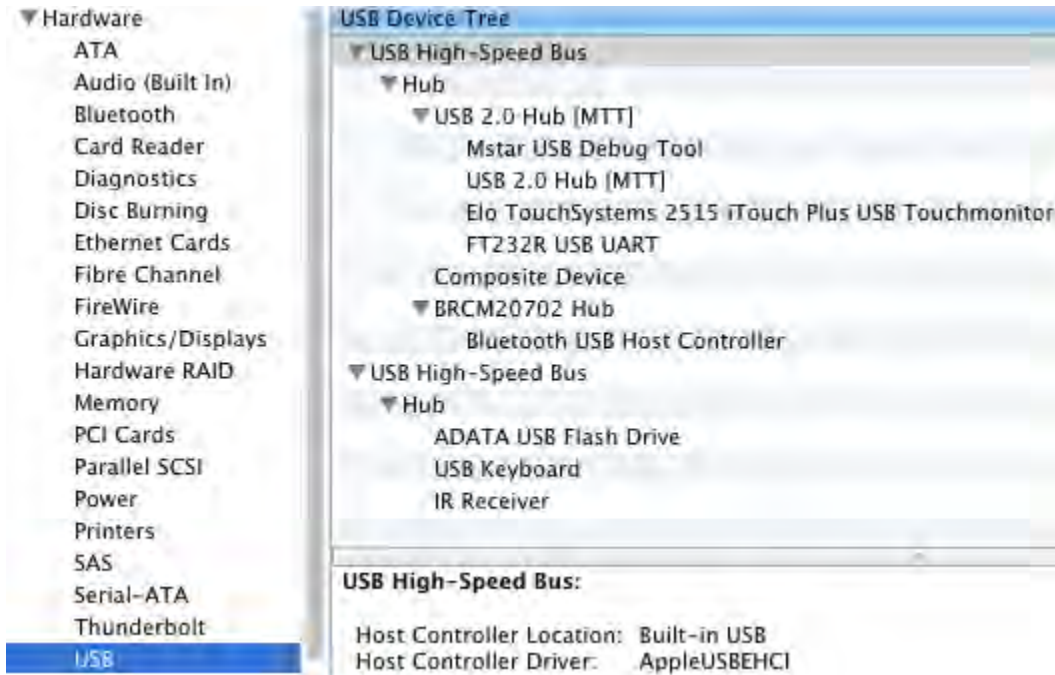 Hardware
ATA
Audio (Built In)
Bluetooth
Card Reader
Diagnostics
Disc Burning
Ethernet Cards
Fibre Channel
FireWire
Graphics/Displays
Hardware RAID
Memory
PCI Cards
Parallel SCSI
Power
Printers
SAS
Serial-ATA
Thunderbolt
USB
USB Device Tree
USB High-Speed Bus
Hub
USB 2.0 Hub [MTT]
Mstar USB Debug Tool
USB 2.0 Hub [MTT]
Elo TouchSystems 2515 iTouch Plus USB Touchmonitor
FT232R USB UART
Composite Device
BRCM20702 Hub
Bluetooth USB Host Controller
USB High-Speed Bus
Hub
ADATA USB Flash Drive
USB Keyboard
IR Receiver
USB High-Speed Bus:
Host Controller Location: Built-in USB
Host Controller Driver: AppleUSBEHCI